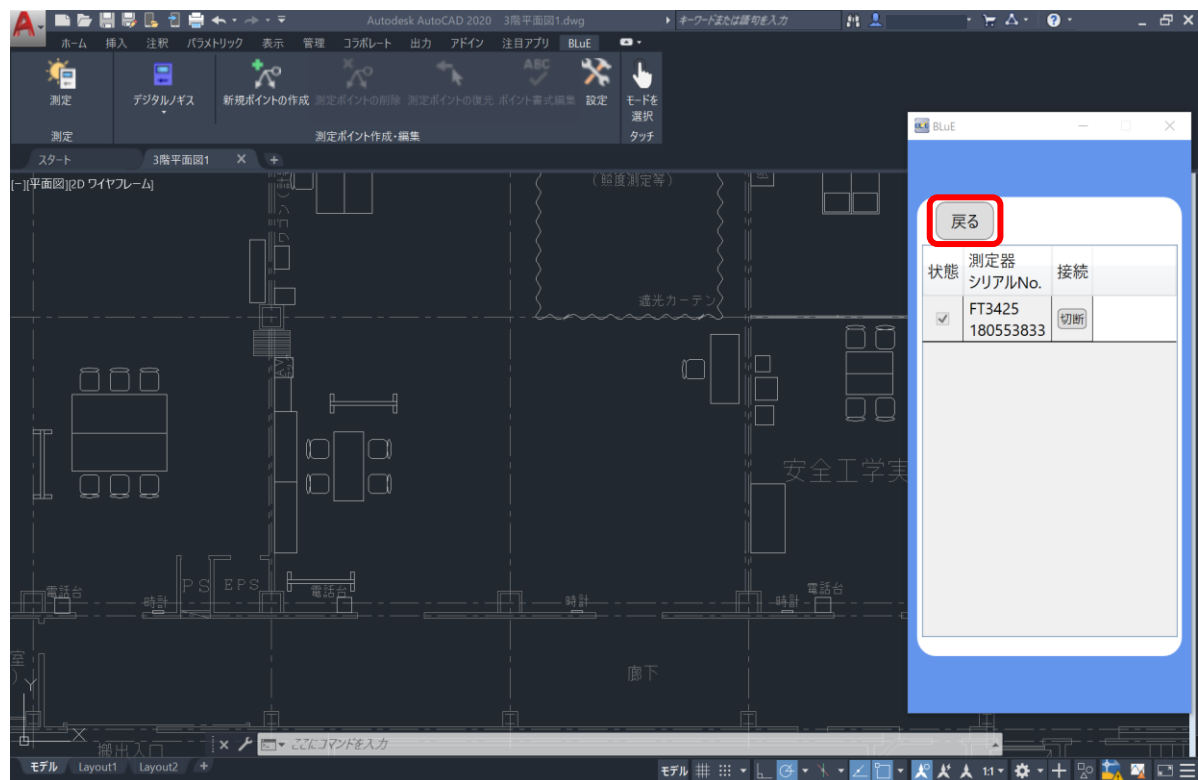 Autodesk AutoCAD 2020 3階平面図1.dwg
キーワードまたは語句を入力
ホーム 挿入 注釈 パラメトリック 表示 管理 コラボレート 出力 アドイン 注目アプリ BLuE
測定
デジタルノギス
新規ポイントの作成
測定ポイントの削除
測定ポイントの復元
ABC
ポイント書式編集
設定
モードを
選択
測定
測定ポイント作成・編集
タッチ
スタート
3階平面図1
[-][平面図][2D ワイヤフレーム]
(照度測定等)
ワゴン
遮光カーテン
AV
安全工学実
PS EPS
電話台
時計
電話台
時計
時計
電話台
室
廊下
Y
X
搬出入口
ここにコマンドを入力
モデル Layout1 Layout2 +
モデル
1:1
BLuE
戻る
状態
測定器
シリアルNo.
接続
FT3425
180553833
切断